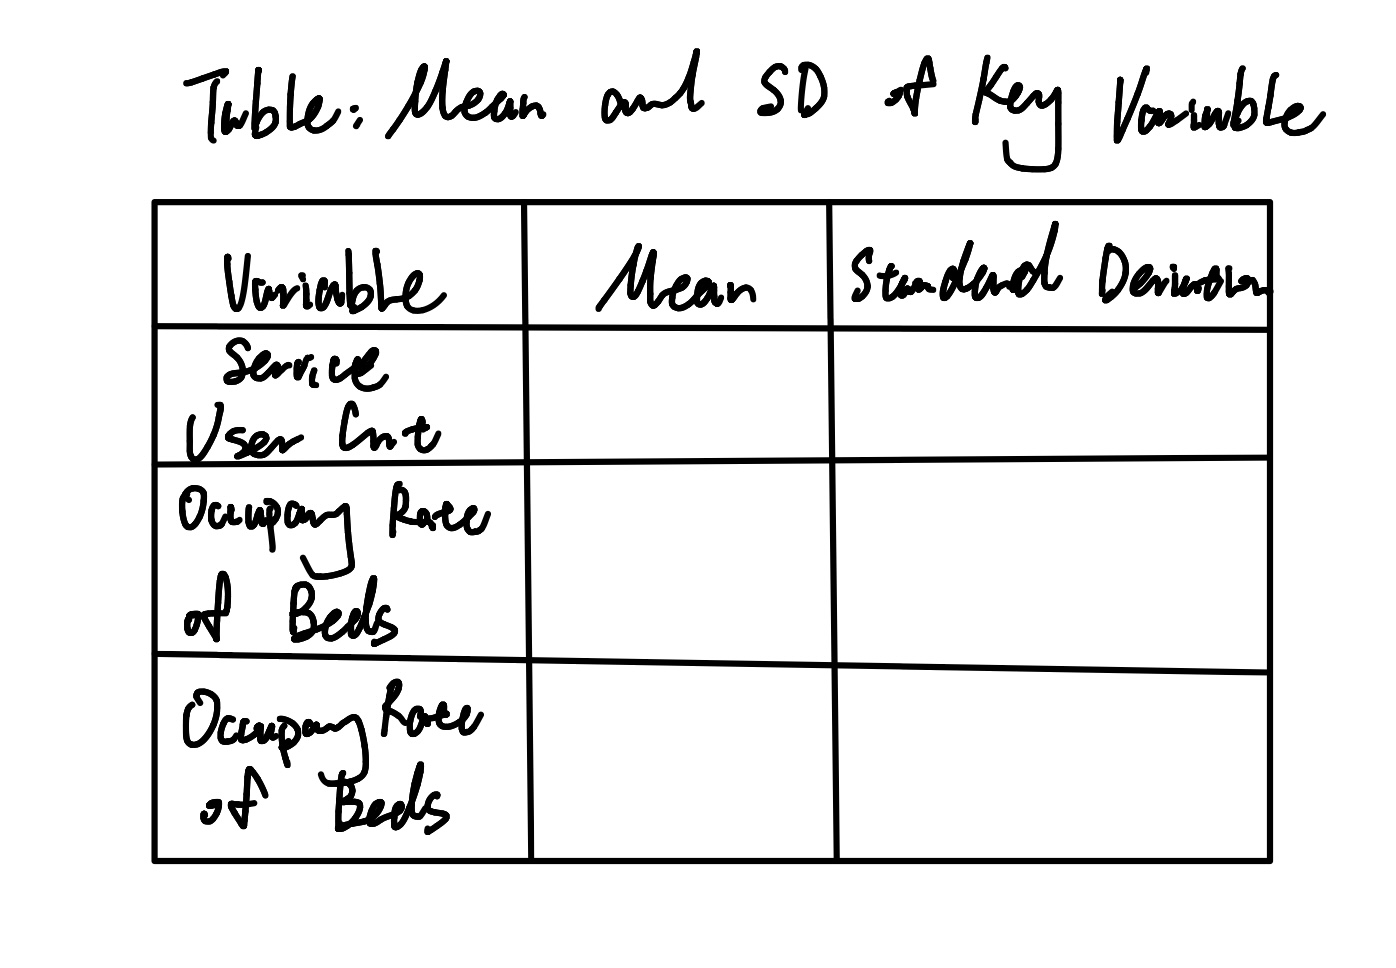 Table: Mean and SD of Key Variable
Variable Mean Standard Deviation
Service
User Cnt
Occupany Rate
of Beds
Occupany Rate
of Beds